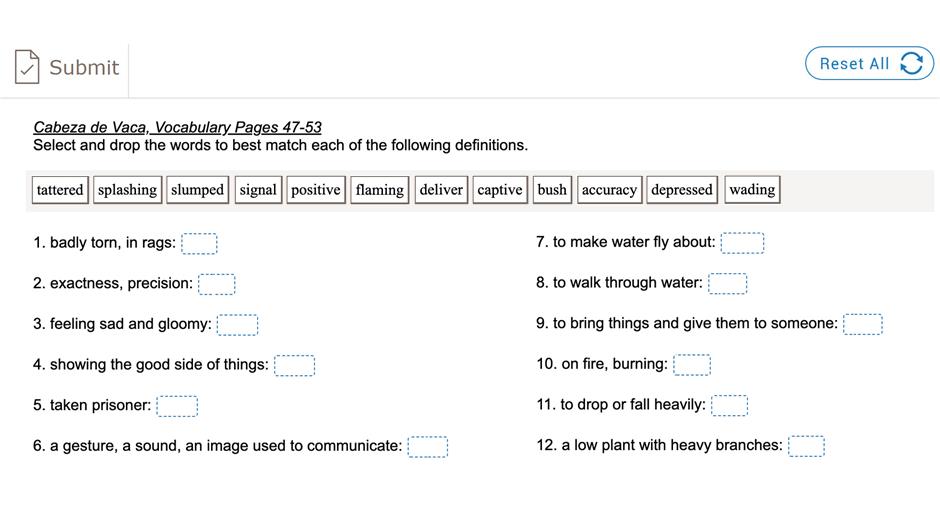 Submit
Reset All
Cabeza de Vaca, Vocabulary Pages 47-53
Select and drop the words to best match each of the following definitions.
tattered splashing slumped signal positive flaming deliver captive bush accuracy depressed wading
1. badly torn, in rags:
2. exactness, precision:
3. feeling sad and gloomy:
4. showing the good side of things:
5. taken prisoner:
6. a gesture, a sound, an image used to communicate:
7. to make water fly about:
8. to walk through water:
9. to bring things and give them to someone:
10. on fire, burning:
11. to drop or fall heavily:
12. a low plant with heavy branches: